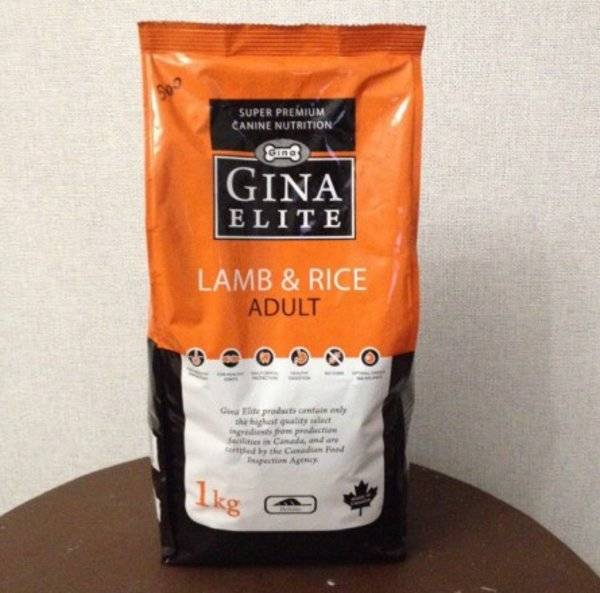 500
SUPER PREMIUM
CANINE NUTRITION
Gina
GINA
ELITE
LAMB & RICE
ADULT
Gina Elite products contain only
the highest quality select
ingredients from production
facilities in Canada, and are
certified by the Canadian Food
Inspection Agency.
1kg